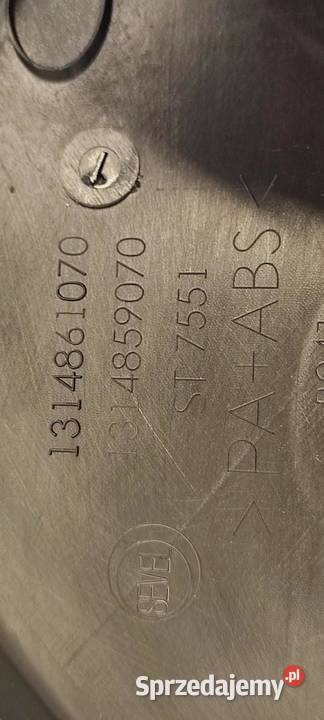 1314861070
1314859070
ST 7551
>PA+ABS<
SEVEL
Sprzedajemy.pl